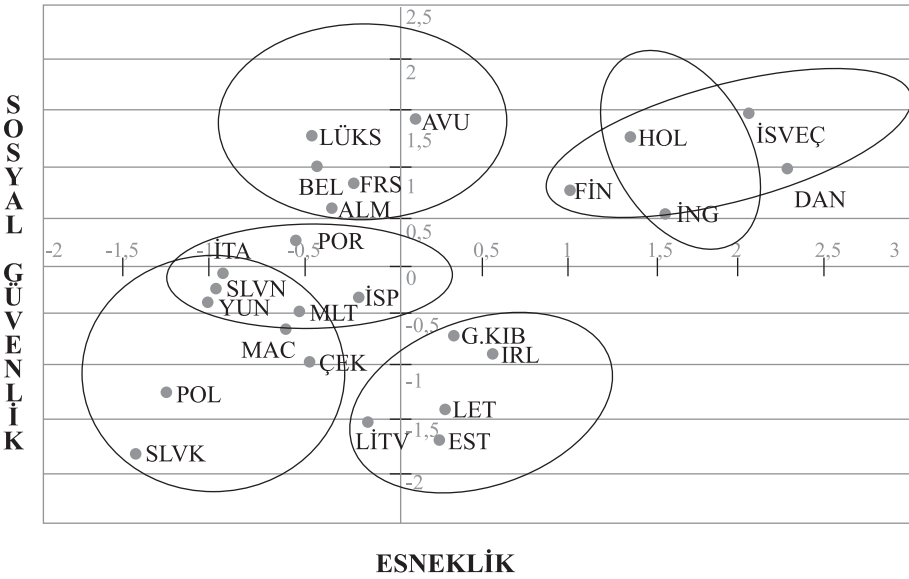 SOSYAL GÜVENLİK
2,5
2
AVU
LÜKS
1,5
HOL
İSVEÇ
BEL
FRS
1
FİN
DAN
ALM
İNG
0,5
POR
İTA
-2
-1,5
-0,5
0
0,5
1
1,5
2
2,5
3
SLVN
YUN
İSP
MLT
-0,5
G.KIB
MAC
IRL
ÇEK
-1
POL
LET
LİTV
-1,5
EST
SLVK
-2
ESNEKLİK